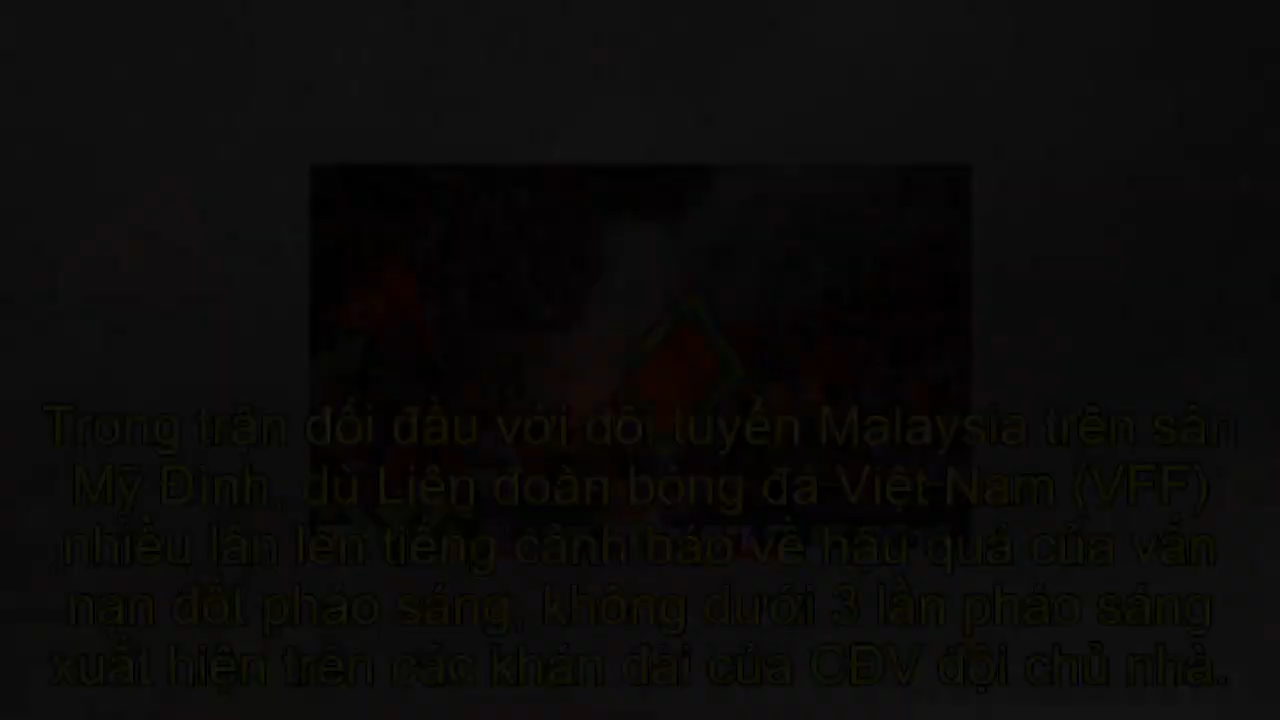 Trong trận đối đầu với đội tuyển Malaysia trên sân
Mỹ Đình, dù Liên đoàn bóng đá Việt Nam (VFF)
nhiều lần lên tiếng cảnh báo về hậu quả của vấn
nạn đốt pháo sáng, không dưới 3 lần pháo sáng
xuất hiện trên các khán đài của CĐV đội chủ nhà.